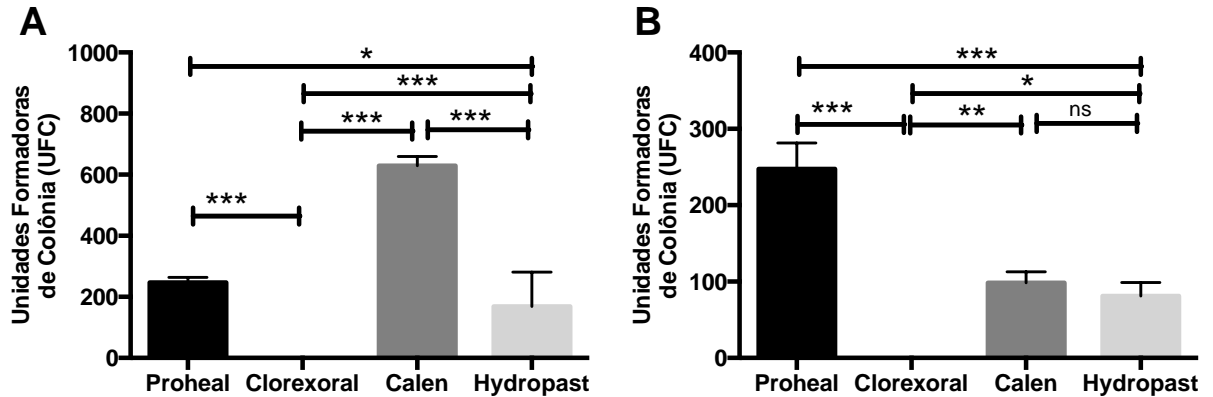 A
Unidades Formadoras
de Colônia (UFC)
1000
800
600
400
200
0
*
***
***
***
***
Proheal Clorexoral Calen Hydropast
B
Unidades Formadoras
de Colônia (UFC)
400
300
200
100
0
***
*
***
**
ns
Proheal Clorexoral Calen Hydropast